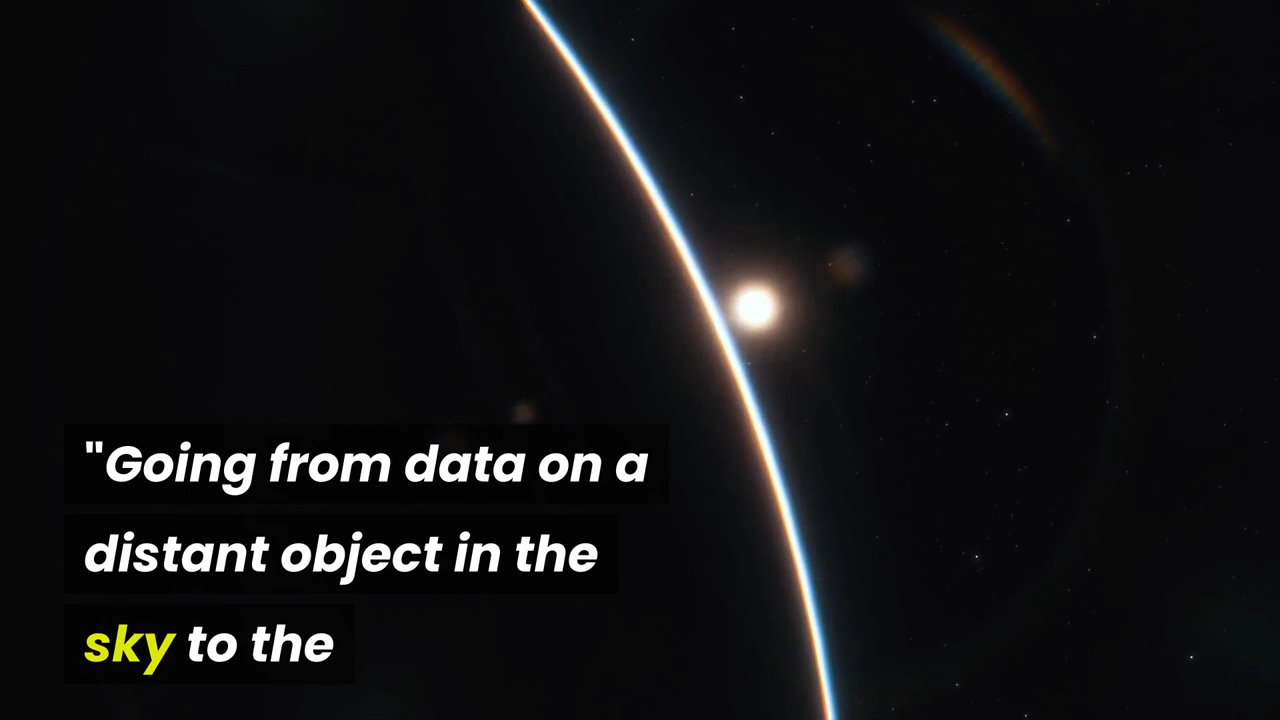 "Going from data on a
distant object in the
sky to the